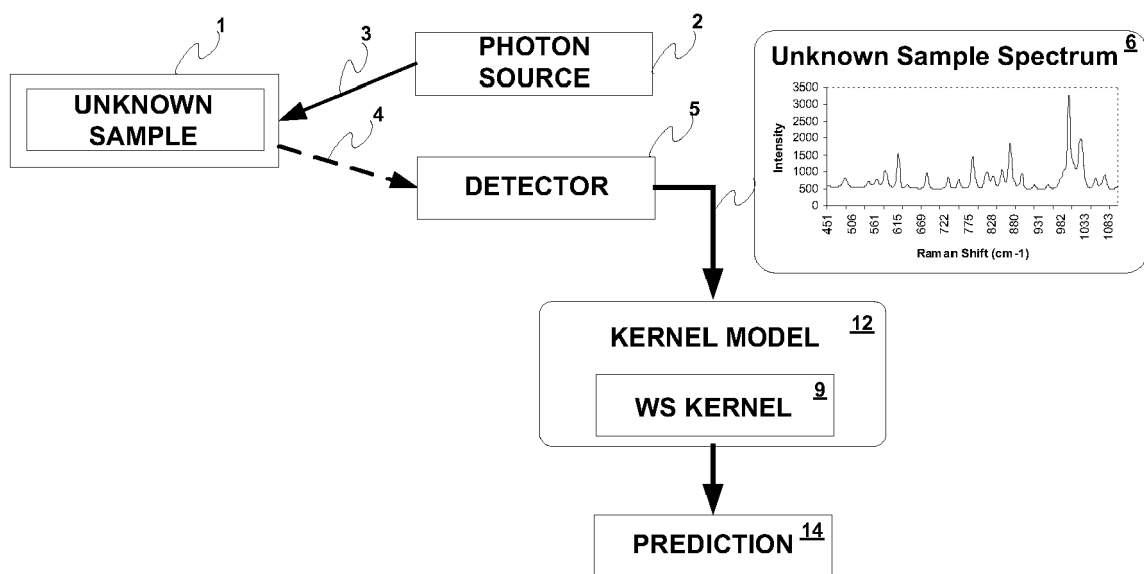 1
2
3
PHOTON
SOURCE
UNKNOWN
SAMPLE
4
5
DETECTOR
Unknown Sample Spectrum 6
3500
3000
2500
2000
1500
1000
500
Intensity
451 506 561 615 669 722 775 828 880 931 982 1033 1083
Raman Shift (cm-1)
KERNEL MODEL 12
WS KERNEL 9
PREDICTION 14